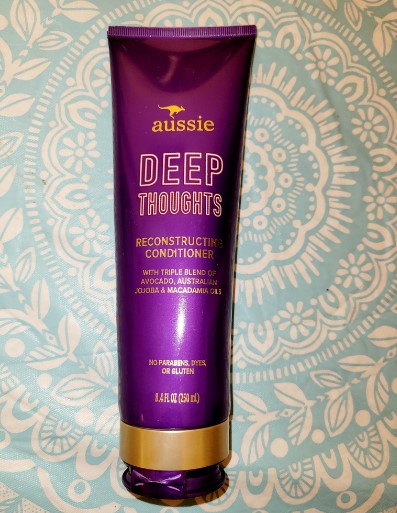 aussie
DEEP
THOUGHTS
RECONSTRUCTING
CONDITIONER
WITH TRIPLE BLEND OF
AVOCADO, AUSTRALIAN
JOJOBA & MACADAMIA OILS
NO PARABENS, DYES,
OR GLUTEN
8.4 FL OZ (250 mL)